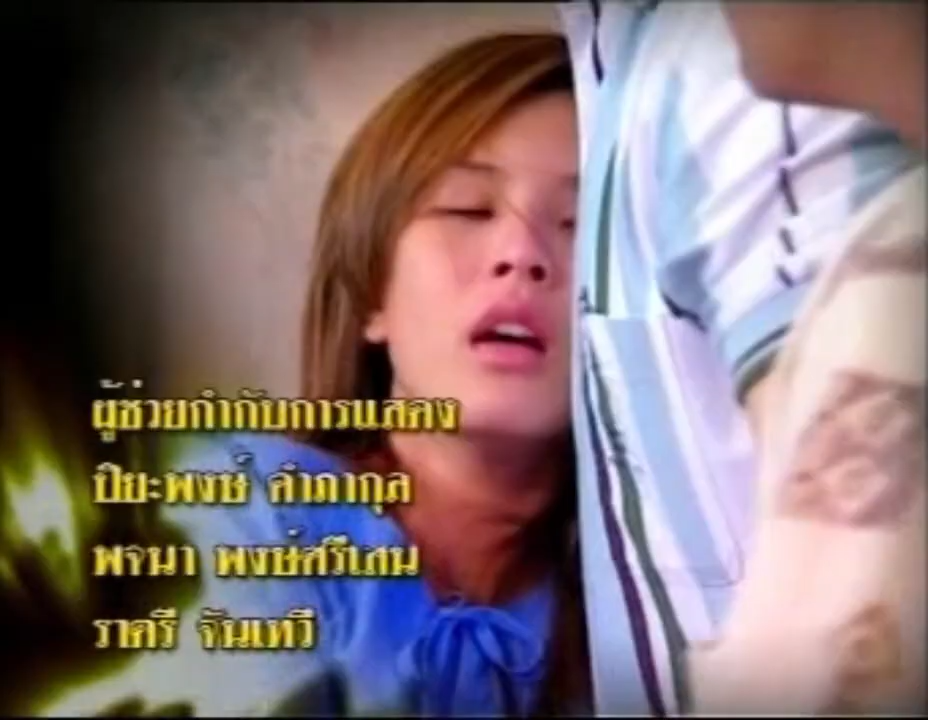 ผู้ช่วยกำกับการแสดง
ปิยะพงษ์ คำภากุล
พจนา พงษ์ศรีเสน
ราตรี จันเทวี